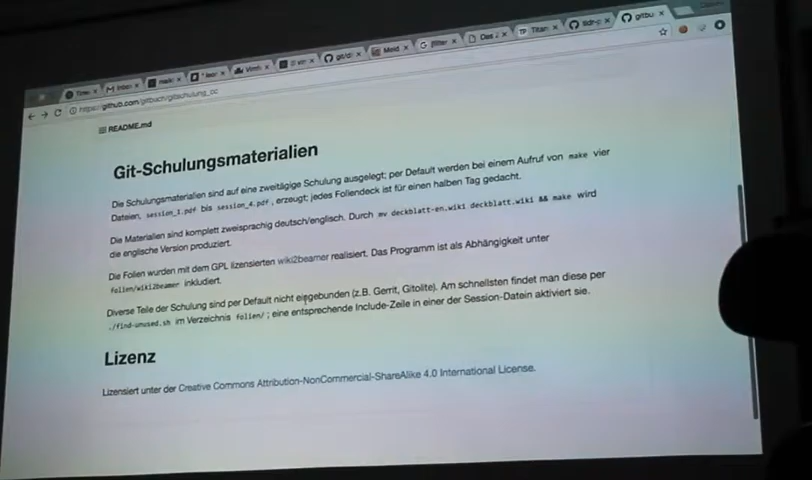 https://github.com/gitbuch/gitschulung_cc
README.md
Git-Schulungsmaterialien
Die Schulungsmaterialien sind auf eine zweitägige Schulung ausgelegt; per Default werden bei einem Aufruf von make vier
Dateien, session_1.pdf bis session_4.pdf, erzeugt; jedes Foliendeck ist für einen halben Tag gedacht.
Die Materialien sind komplett zweisprachig deutsch/englisch. Durch mv deckblatt-en.wiki deckblatt.wiki && make wird
die englische Version produziert.
Die Folien wurden mit dem GPL lizensierten wiki2beamer realisiert. Das Programm ist als Abhängigkeit unter
folien/wiki2beamer inkludiert.
Diverse Teile der Schulung sind per Default nicht eingebunden (z.B. Gerrit, Gitolite). Am schnellsten findet man diese per
./find-unused.sh im Verzeichnis folien/; eine entsprechende Include-Zeile in einer der Session-Datein aktiviert sie.
Lizenz
Lizensiert unter der Creative Commons Attribution-NonCommercial-ShareAlike 4.0 International License.